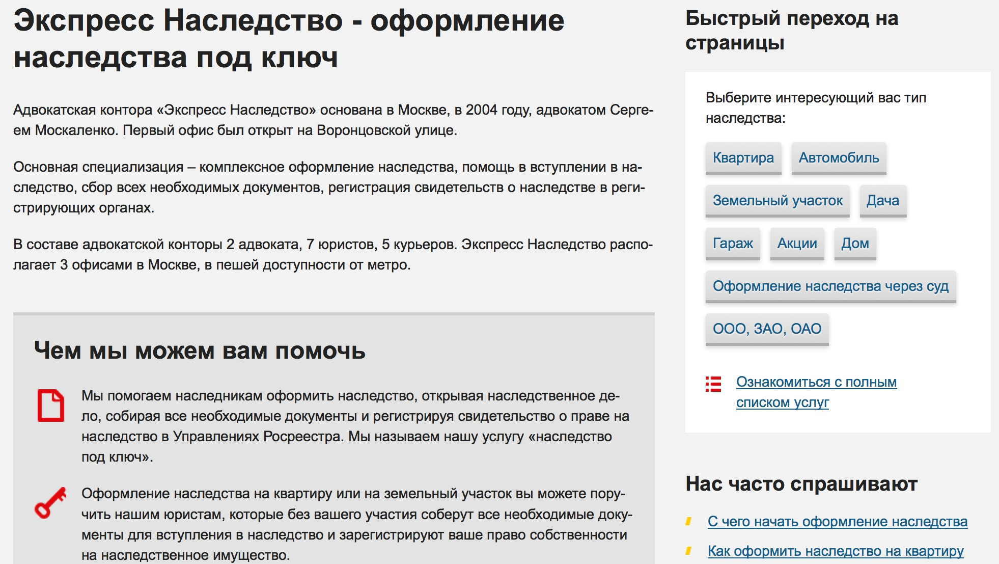 Экспресс Наследство - оформление
наследства под ключ
Адвокатская контора «Экспресс Наследство» основана в Москве, в 2004 году, адвокатом Серге-
ем Москаленко. Первый офис был открыт на Воронцовской улице.
Основная специализация – комплексное оформление наследства, помощь в вступлении в на-
следство, сбор всех необходимых документов, регистрация свидетельств о наследстве в реги-
стрирующих органах.
В составе адвокатской конторы 2 адвоката, 7 юристов, 5 курьеров. Экспресс Наследство распо-
лагает 3 офисами в Москве, в пешей доступности от метро.
Чем мы можем вам помочь
Мы помогаем наследникам оформить наследство, открывая наследственное де-
ло, собирая все необходимые документы и регистрируя свидетельство о праве на
наследство в Управлениях Росреестра. Мы называем нашу услугу «наследство
под ключ».
Оформление наследства на квартиру или на земельный участок вы можете пору-
чить нашим юристам, которые без вашего участия соберут все необходимые доку-
менты для вступления в наследство и зарегистрируют ваше право собственности
на наследственное имущество.
Быстрый переход на
страницы
Выберите интересующий вас тип
наследства:
Квартира Автомобиль
Земельный участок Дача
Гараж Акции Дом
Оформление наследства через суд
ООО, ЗАО, ОАО
Ознакомиться с полным
списком услуг
Нас часто спрашивают
С чего начать оформление наследства
Как оформить наследство на квартиру